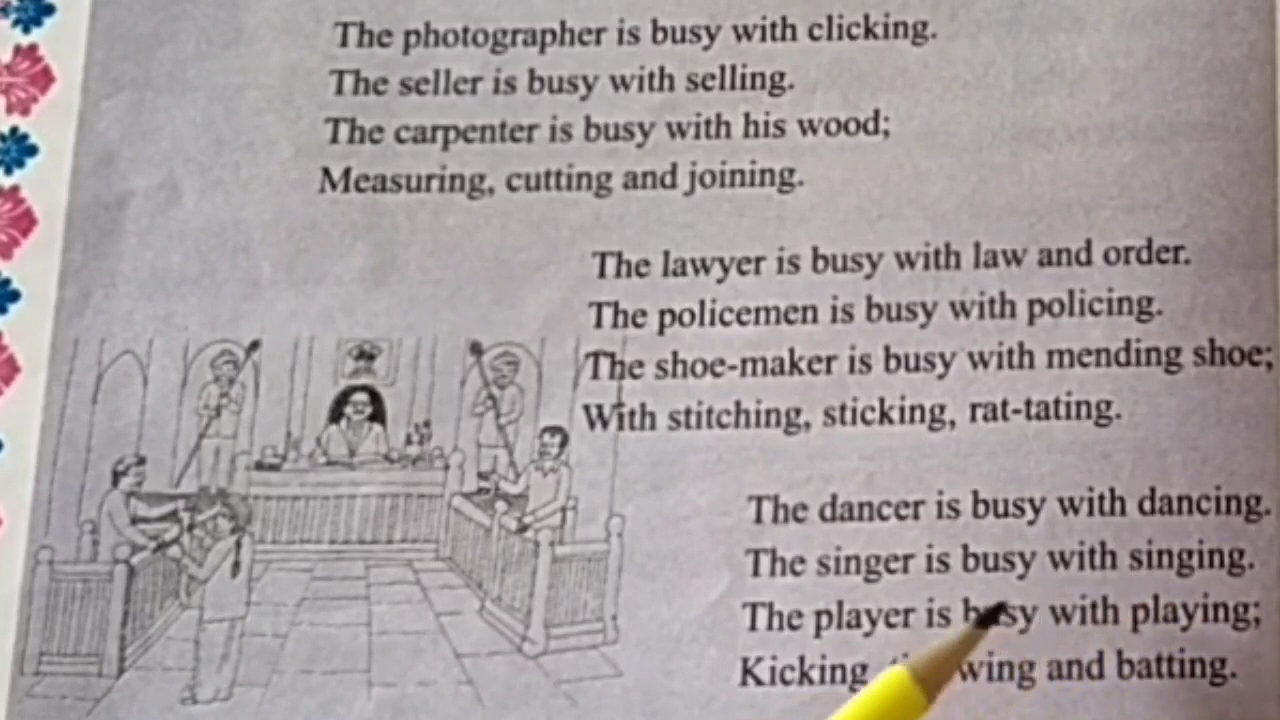 The photographer is busy with clicking.
The seller is busy with selling.
The carpenter is busy with his wood;
Measuring, cutting and joining.
The lawyer is busy with law and order.
The policemen is busy with policing.
The shoe-maker is busy with mending shoe;
With stitching, sticking, rat-tating.
The dancer is busy with dancing.
The singer is busy with singing.
The player is busy with playing;
Kicking and batting.